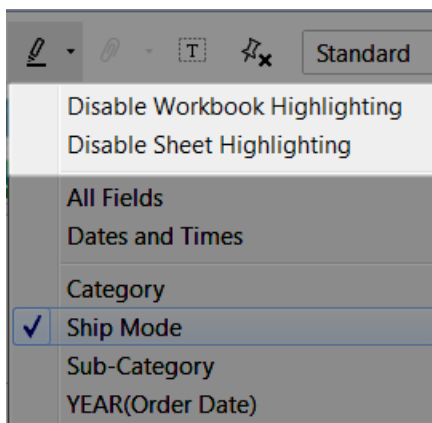 T
Standard
Disable Workbook Highlighting
Disable Sheet Highlighting
All Fields
Dates and Times
Category
Ship Mode
Sub-Category
YEAR(Order Date)